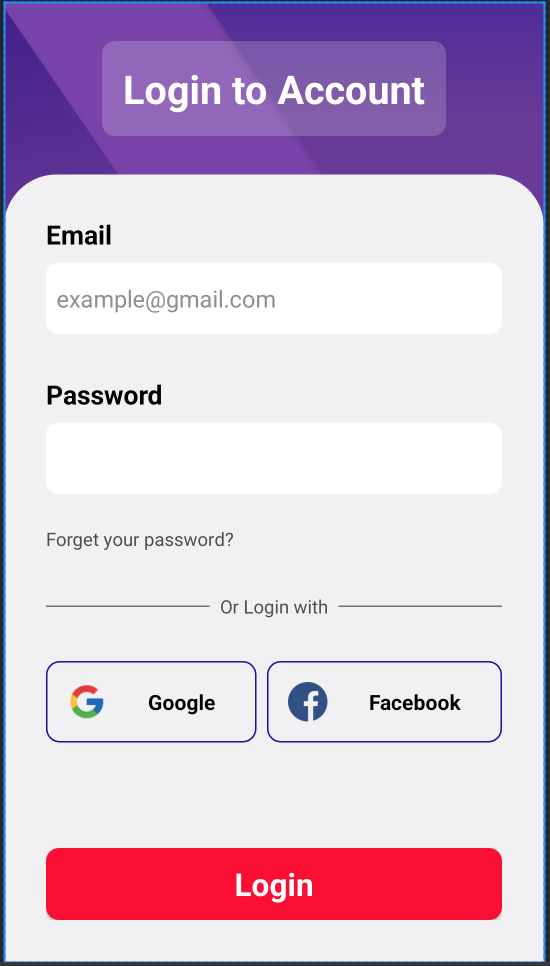 Login to Account
Email
example@gmail.com
Password
Forget your password?
Or Login with
Google
Facebook
Login